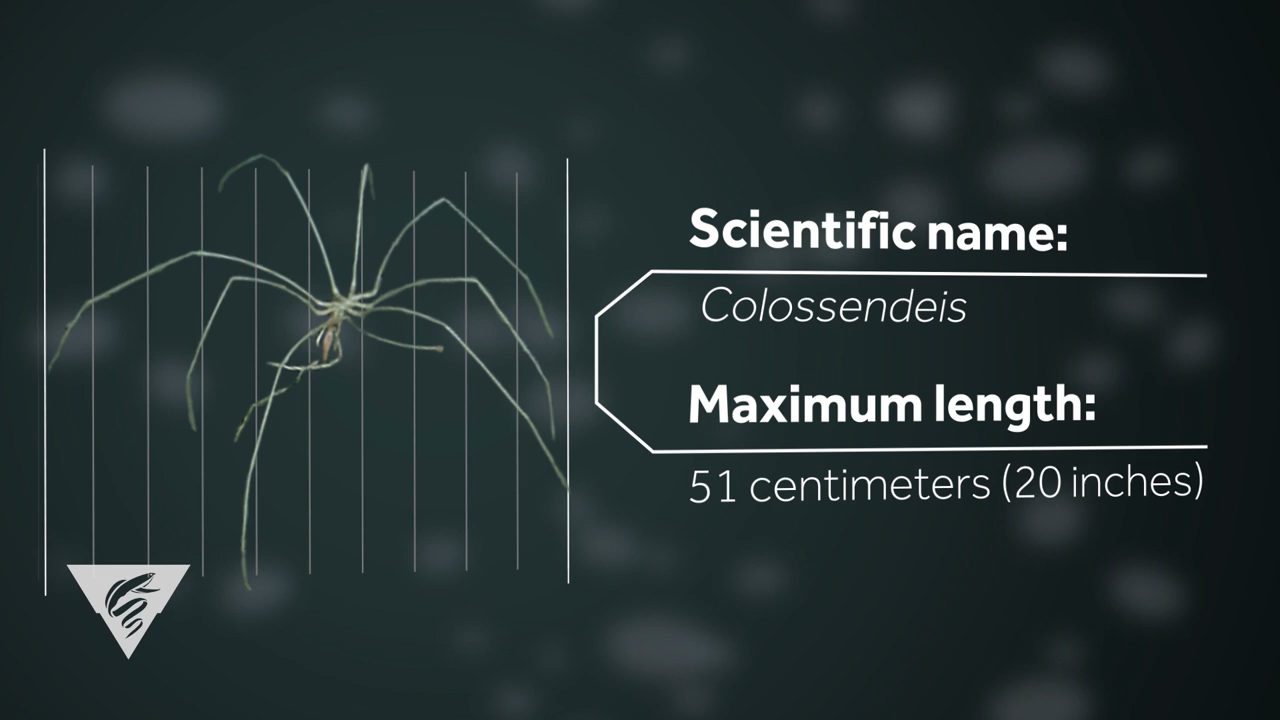 Scientific name:
Colossendeis
Maximum length:
51 centimeters (20 inches)